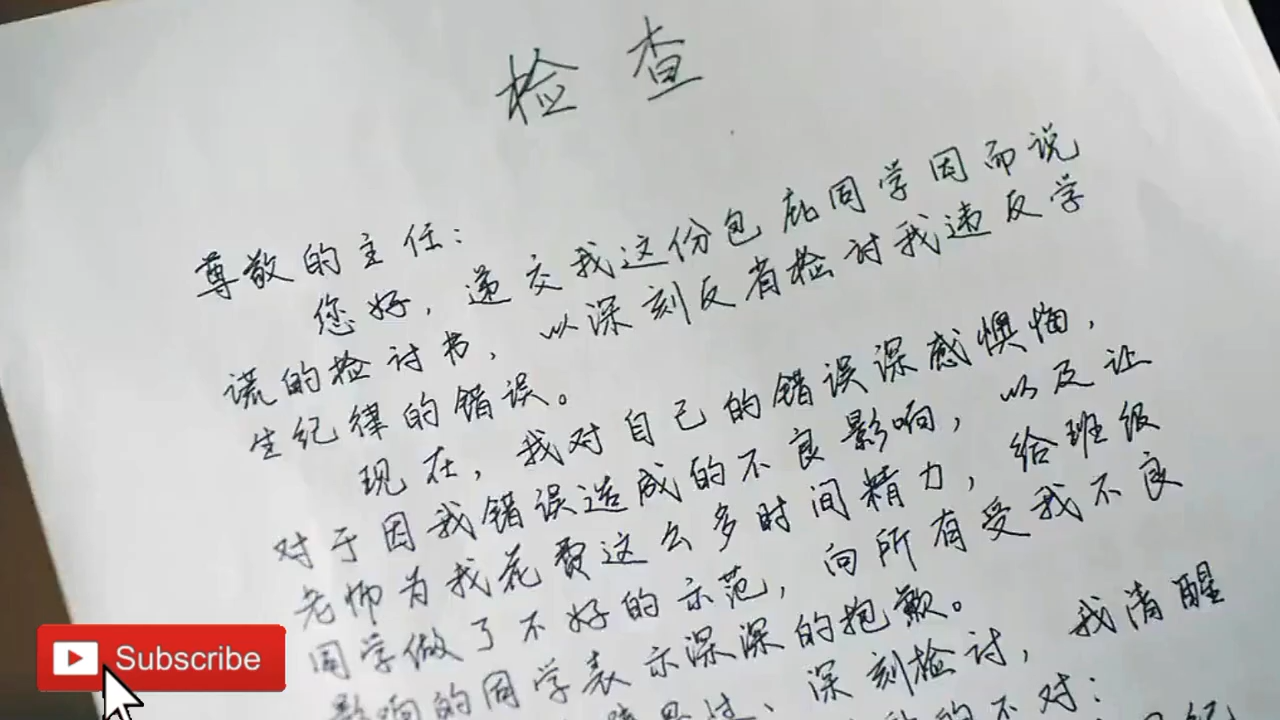 检查
尊敬的主任：
您好，递交我这份包庇同学因而说
谎的检讨书，以深刻反省检讨我违反学
生纪律的错误。
现在，我对自己的错误深感懊悔，
对于因我错误造成的不良影响，以及让
老师为我花费这么多时间精力，给班级
同学做了不好的示范，向所有受我不良
影响的同学表示深深的抱歉。
过、深刻检讨，我清醒
的不对：
Subscribe